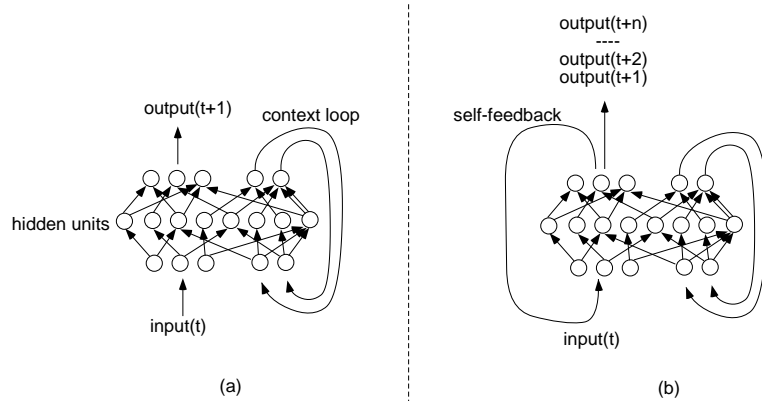 output(t+1)
context loop
hidden units
input(t)
(a)
output(t+n)
----
output(t+2)
output(t+1)
self-feedback
input(t)
(b)